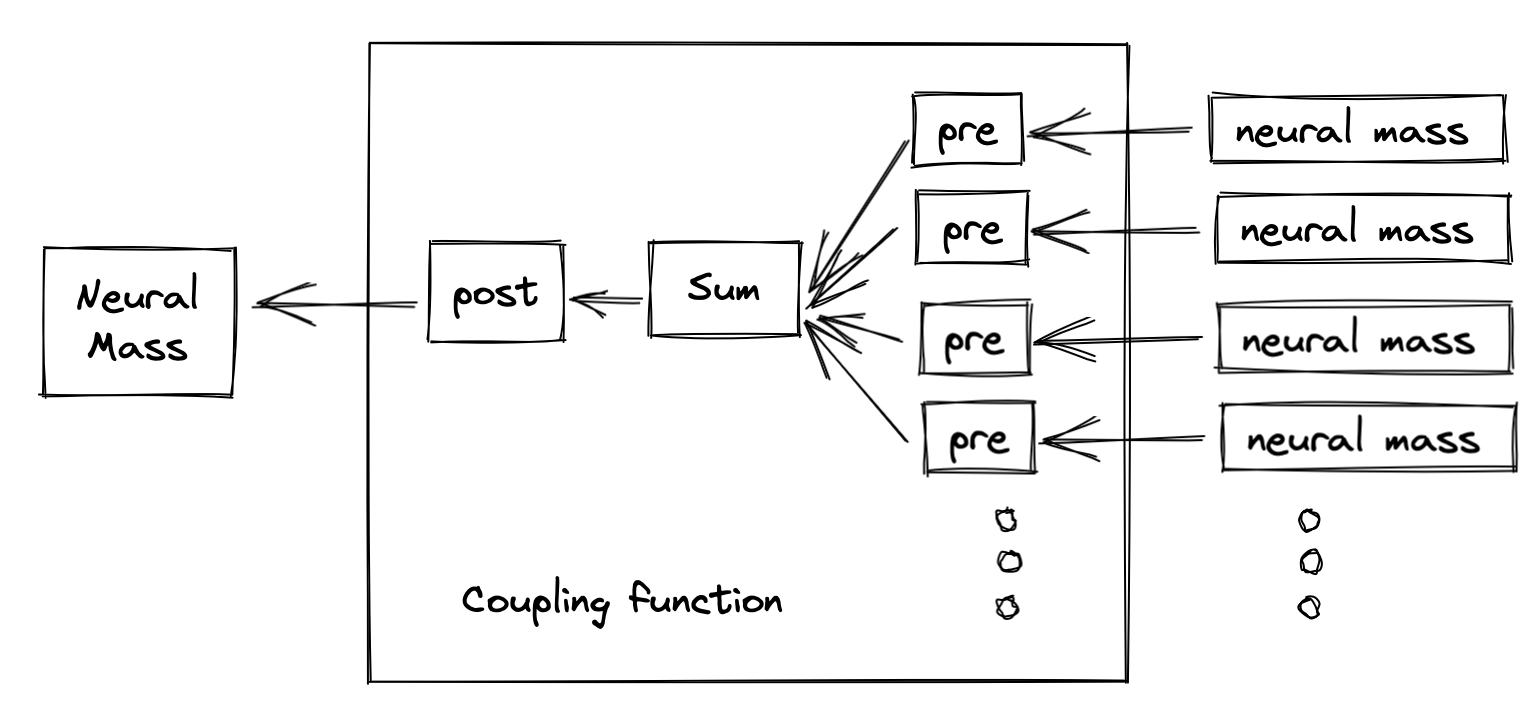 pre
neural mass
pre
neural mass
Neural
Mass
post
Sum
pre
neural mass
pre
neural mass
Coupling function